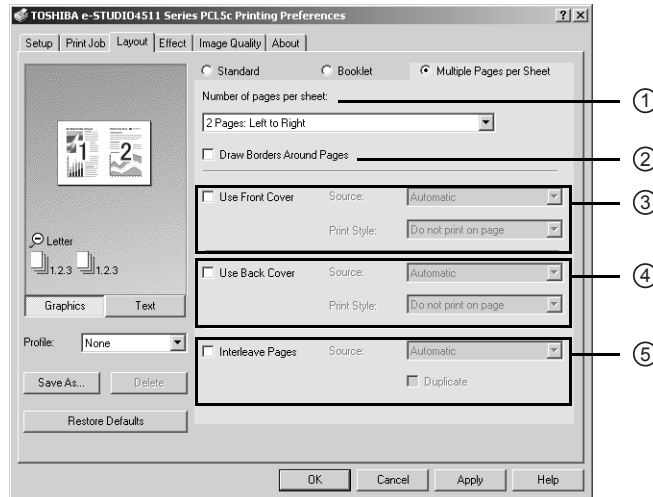 TOSHIBA e-STUDIO4511 Series PCL5c Printing Preferences
Setup Print Job Layout Effect Image Quality About
Standard Booklet Multiple Pages per Sheet
Number of pages per sheet: 1
2 Pages: Left to Right
Draw Borders Around Pages 2
1 2
Use Front Cover Source: Automatic 3
Print Style: Do not print on page
Letter
1.2.3 1.2.3
Use Back Cover Source: Automatic 4
Print Style: Do not print on page
Graphics Text
Profile: None
Interleave Pages Source: Automatic 5
Duplicate
Save As... Delete
Restore Defaults
OK Cancel Apply Help